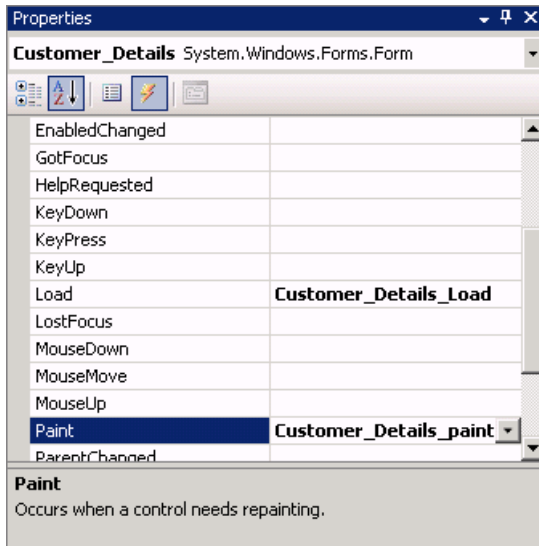 Properties
Customer_Details System.Windows.Forms.Form
EnabledChanged
GotFocus
HelpRequested
KeyDown
KeyPress
KeyUp
Load Customer_Details_Load
LostFocus
MouseDown
MouseMove
MouseUp
Paint Customer_Details_paint
ParentChanged
Paint
Occurs when a control needs repainting.